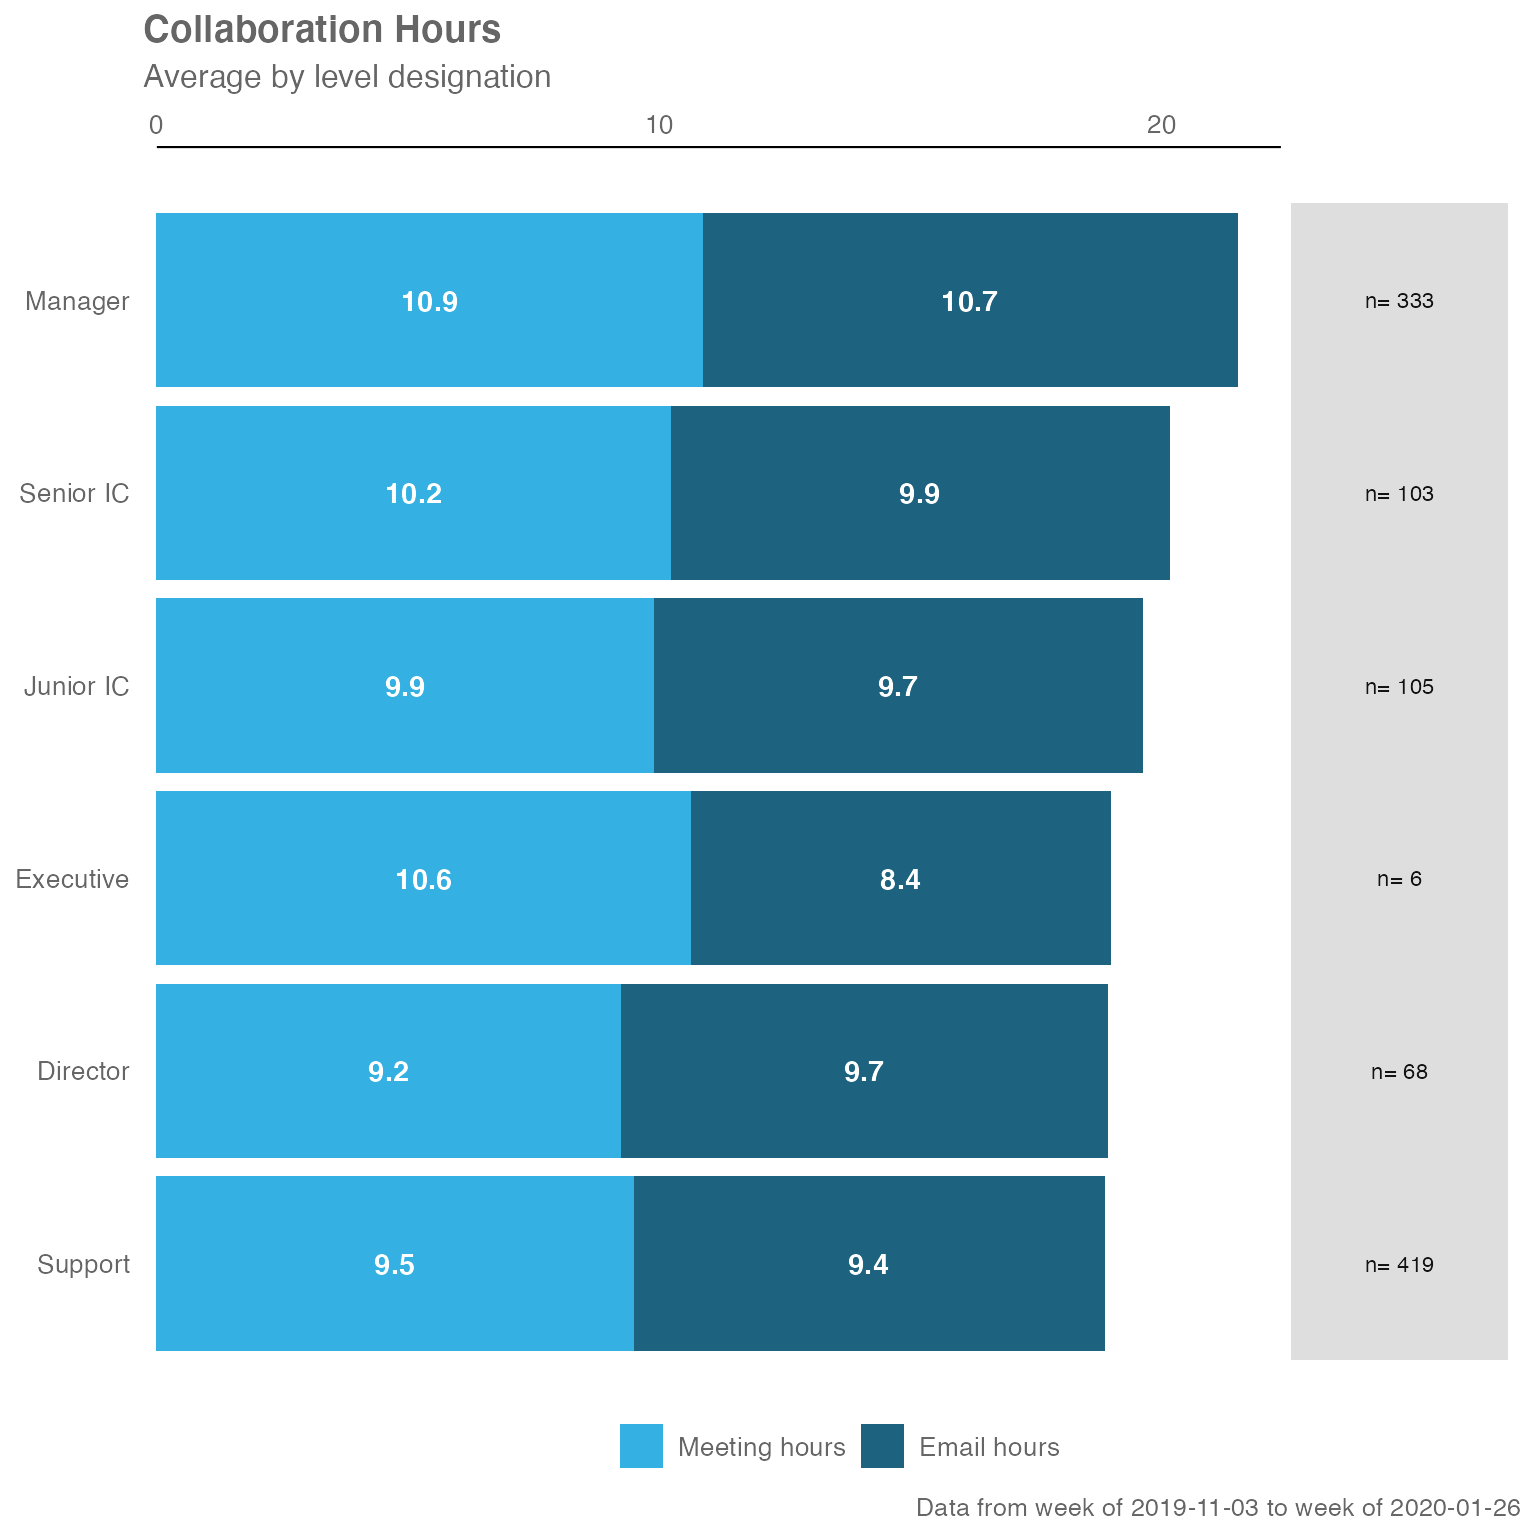 Collaboration Hours
Average by level designation
0 10 20
Manager 10.9 10.7 n= 333
Senior IC 10.2 9.9 n= 103
Junior IC 9.9 9.7 n= 105
Executive 10.6 8.4 n= 6
Director 9.2 9.7 n= 68
Support 9.5 9.4 n= 419
Meeting hours Email hours
Data from week of 2019-11-03 to week of 2020-01-26